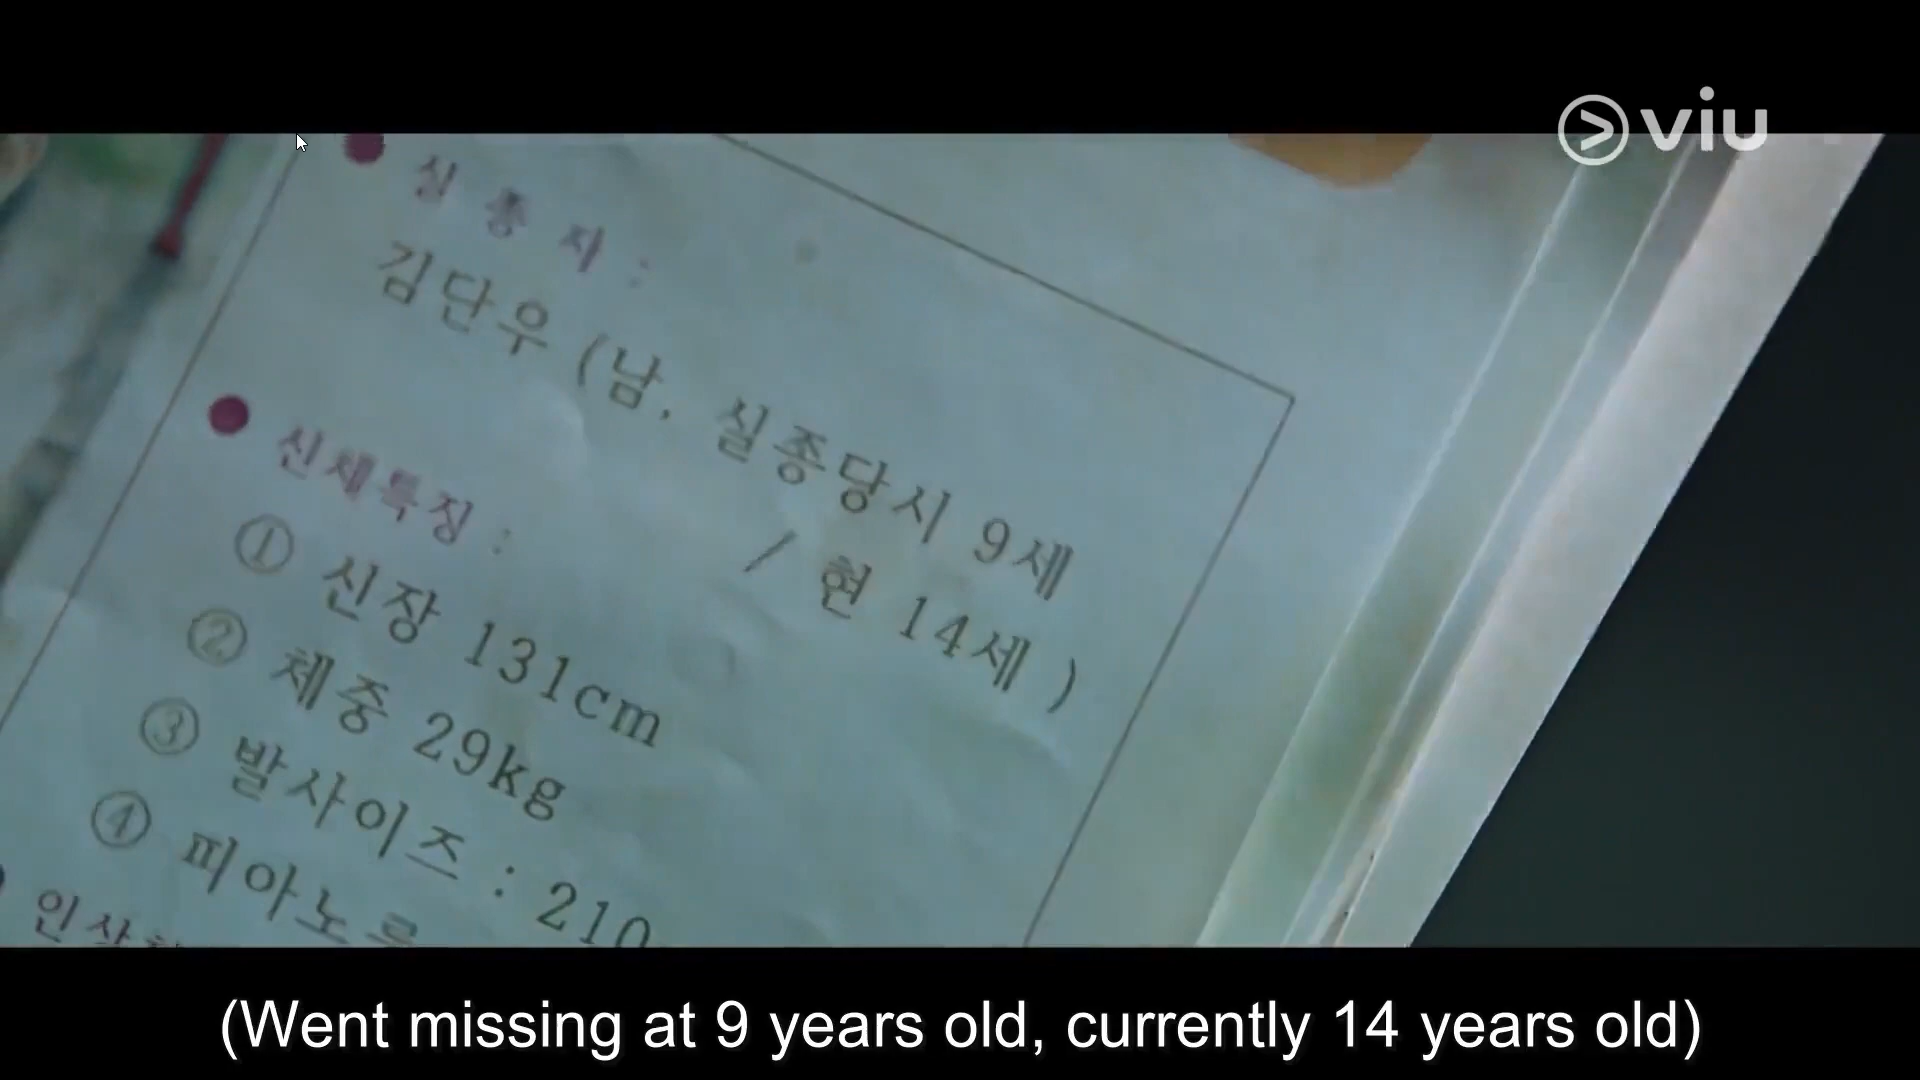 viu
실 종 자 :
김단우 (남, 실종당시 9세
/ 현 14세 )
신체특징 :
① 신장 131cm
② 체중 29kg
③ 발사이즈 : 210
④ 피아노
(Went missing at 9 years old, currently 14 years old)